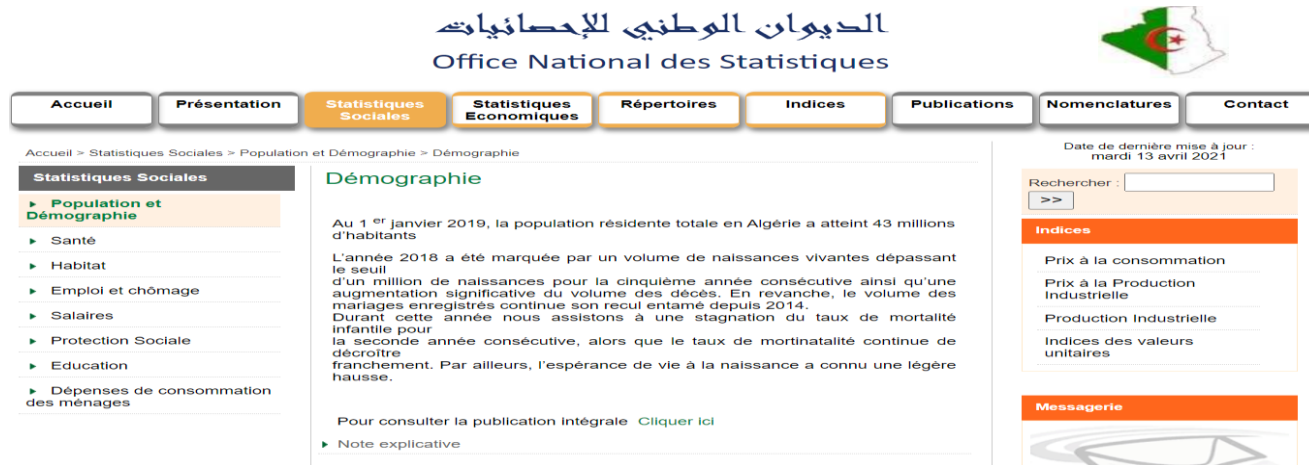 الديوان الوطني للإحصائيات
Office National des Statistiques
Accueil
Présentation
Statistiques
Sociales
Statistiques
Economiques
Répertoires
Indices
Publications
Nomenclatures
Contact
Accueil > Statistiques Sociales > Population et Démographie > Démographie
Date de dernière mise à jour :
mardi 13 avril 2021
Statistiques Sociales
Population et
Démographie
Santé
Habitat
Emploi et chômage
Salaires
Protection Sociale
Education
Dépenses de consommation
des ménages
Démographie
Au 1 er janvier 2019, la population résidente totale en Algérie a atteint 43 millions
d'habitants
L'année 2018 a été marquée par un volume de naissances vivantes dépassant
le seuil
d'un million de naissances pour la cinquième année consécutive ainsi qu'une
augmentation significative du volume des décès. En revanche, le volume des
mariages enregistrés continue son recul entamé depuis 2014.
Durant cette année nous assistons à une stagnation du taux de mortalité
infantile pour
la seconde année consécutive, alors que le taux de mortinatalité continue de
décroître
franchement. Par ailleurs, l'espérance de vie à la naissance a connu une légère
hausse.
Pour consulter la publication intégrale Cliquer ici
Note explicative
Rechercher :
>>
Indices
Prix à la consommation
Prix à la Production
Industrielle
Production Industrielle
Indices des valeurs
unitaires
Messagerie